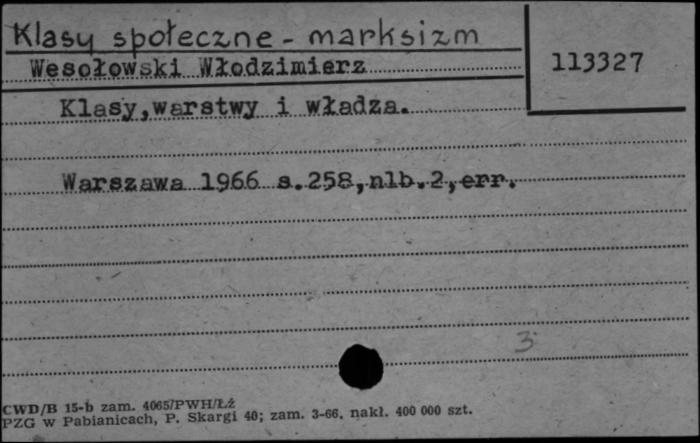 Klasy społeczne - marksizm
Wesołowski Włodzimierz
113327
Klasy,warstwy i władza.
Warszawa 1966 s.258,nlb.2,err.
3
CWD/B 15-b zam. 4065/PWH/Łź
PZG w Pabianicach, P. Skargi 40; zam. 3-66. nakł. 400 000 szt.